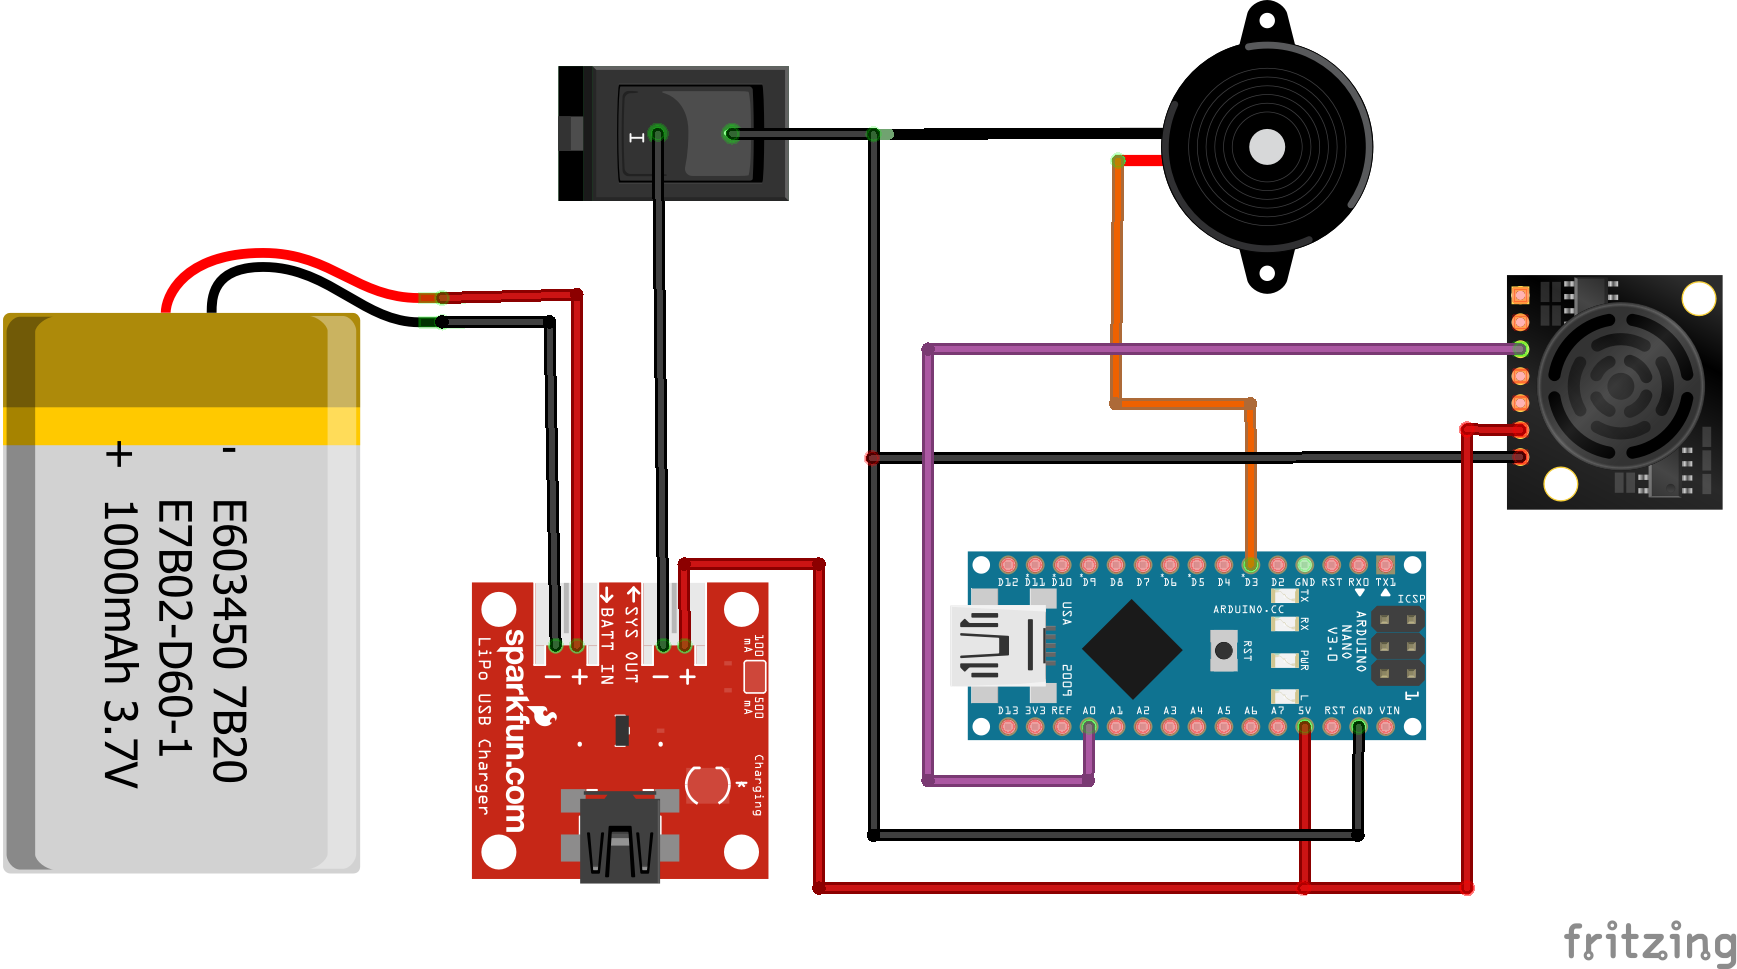 I
- E603450 7B20
E7B02-D60-1
+ 1000mAh 3.7V
BATT IN
SYS OUT
- +
- +
100 mA
500 mA
sparkfun.com
LiPo USB Charger
Charging
*
D12 D11 D10 D9 D8 D7 D6 D5 D4 D3 D2 GND RST RX0 TX1
TX
RX
PWR
L
ARDUINO.CC
RST
USA
2009
ARDUINO
NANO
V3.0
ICSP
1
D13 3V3 REF A0 A1 A2 A3 A4 A5 A6 A7 5V RST GND VIN
fritzing